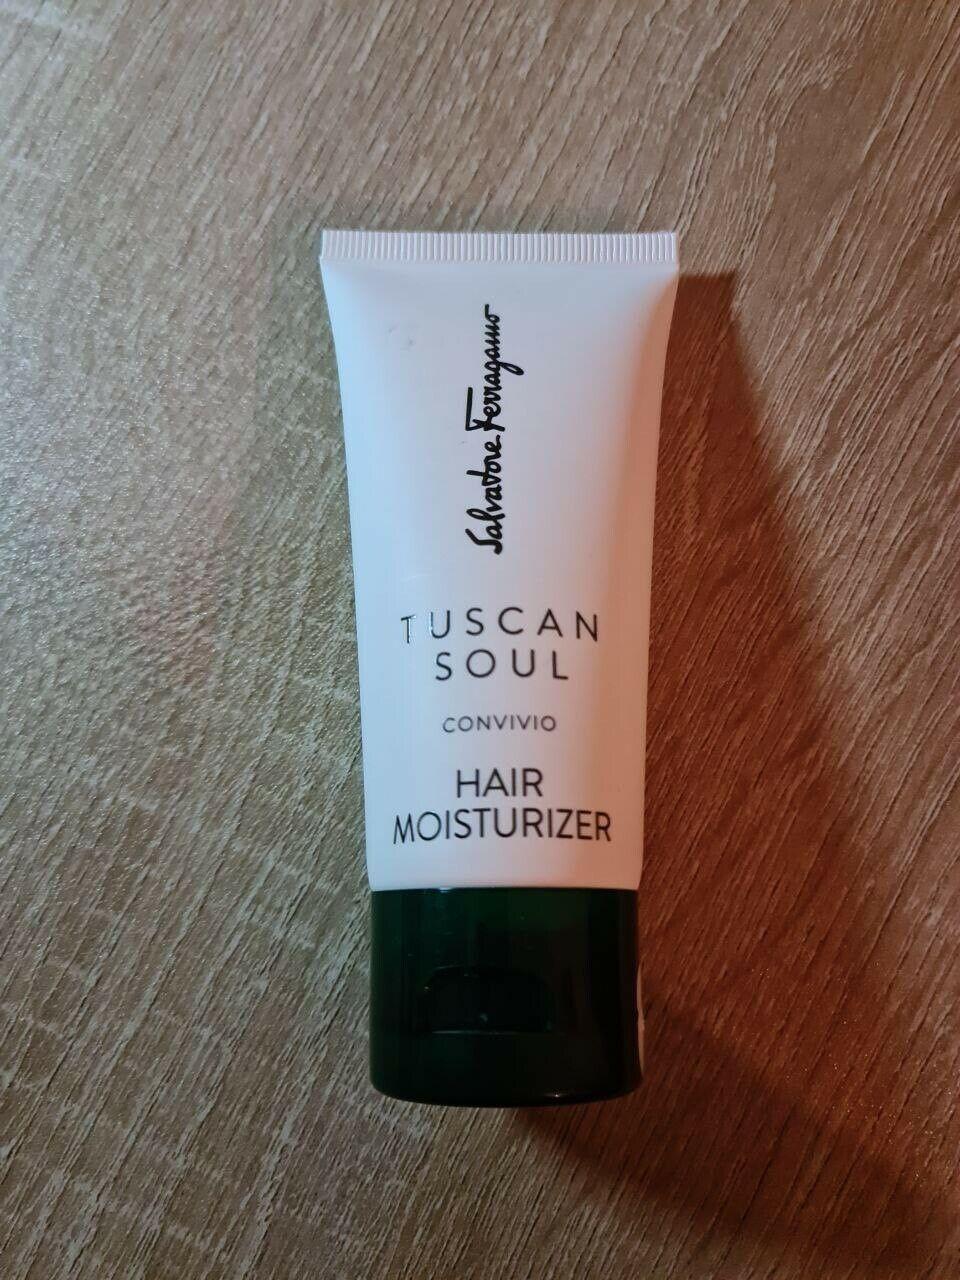 Salvatore Ferragamo
TUSCAN
SOUL
CONVIVIO
HAIR
MOISTURIZER